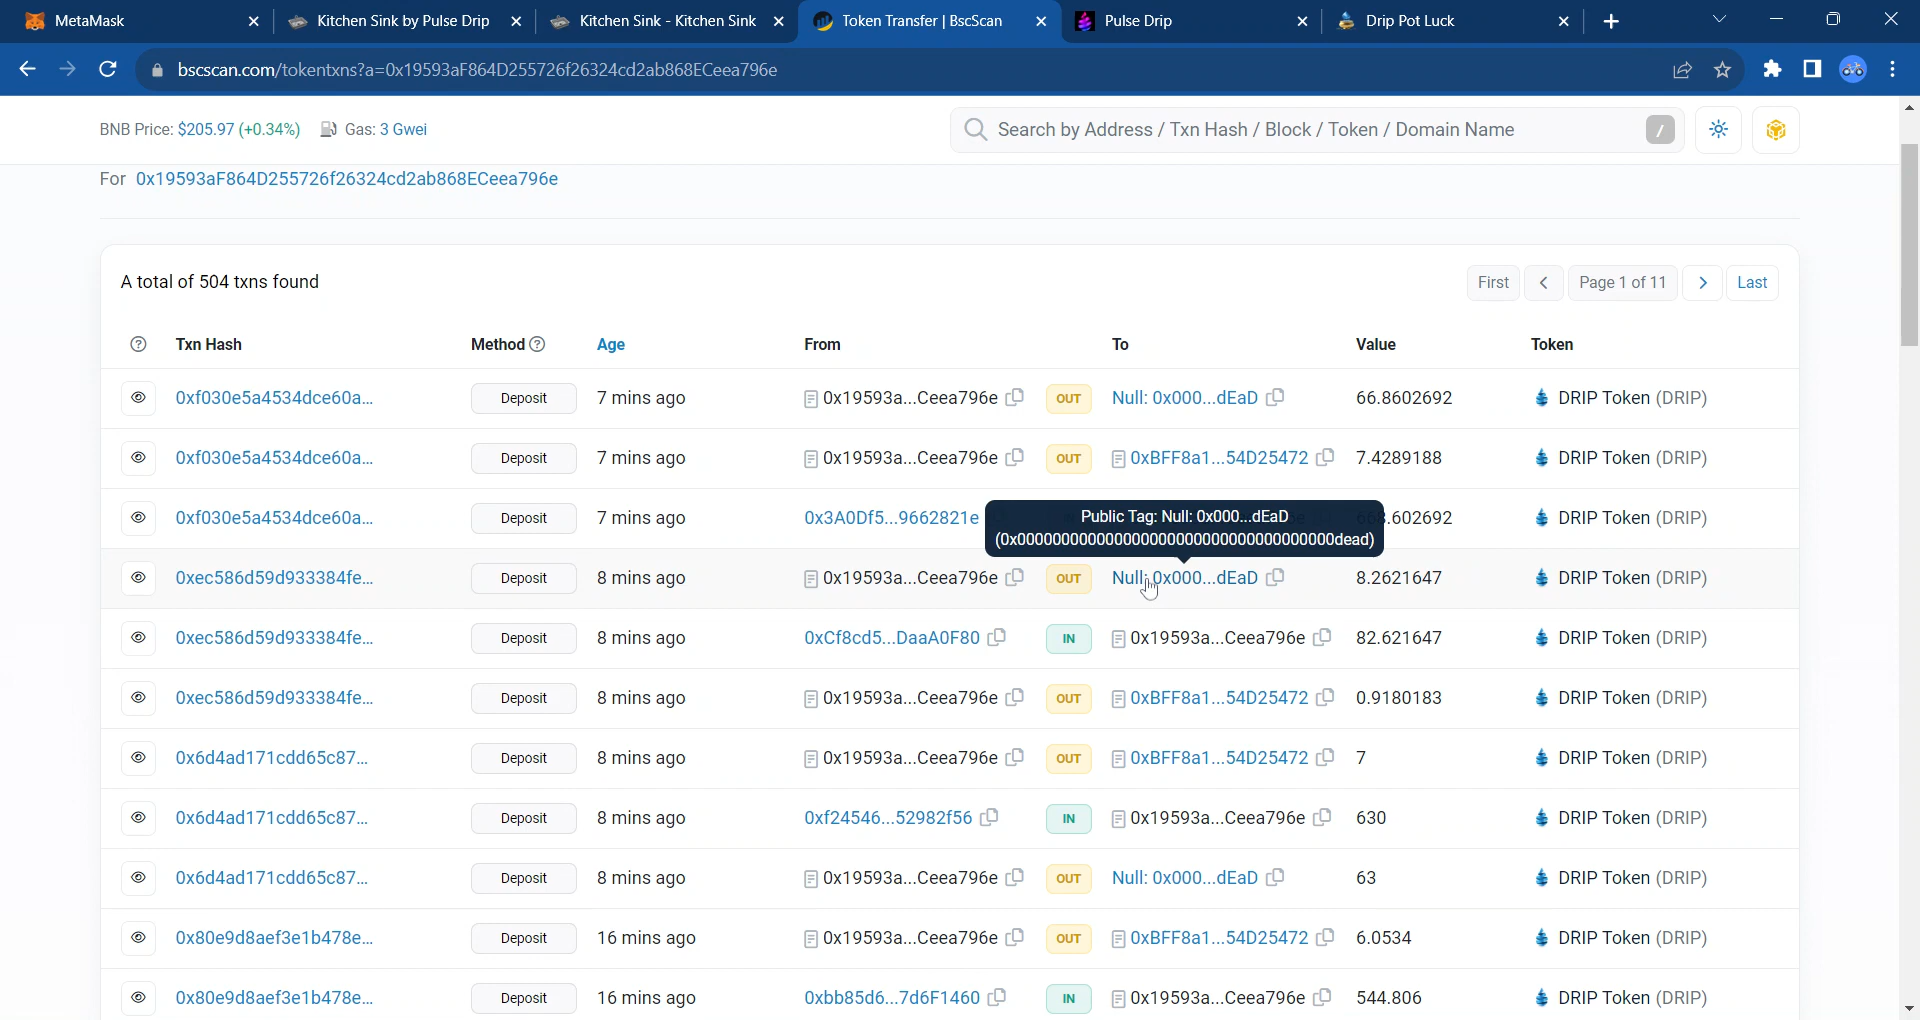 MetaMask
Kitchen Sink by Pulse Drip
Kitchen Sink - Kitchen Sink
Token Transfer | BscScan
Pulse Drip
Drip Pot Luck
bscscan.com/tokentxns?a=0x19593aF864D255726f26324cd2ab868ECeea796e
BNB Price: $205.97 (+0.34%) Gas: 3 Gwei
Search by Address / Txn Hash / Block / Token / Domain Name /
For 0x19593aF864D255726f26324cd2ab868ECeea796e
A total of 504 txns found
First Page 1 of 11 Last
Txn Hash Method Age From To Value Token
0xf030e5a4534dce60a... Deposit 7 mins ago 0x19593a...Ceea796e OUT Null: 0x000...dEaD 66.8602692 DRIP Token (DRIP)
0xf030e5a4534dce60a... Deposit 7 mins ago 0x19593a...Ceea796e OUT 0xBFF8a1...54D25472 7.4289188 DRIP Token (DRIP)
Public Tag: Null: 0x000...dEaD
(0x000000000000000000000000000000000000dead)
0xf030e5a4534dce60a... Deposit 7 mins ago 0x3A0Df5...9662821e .602692 DRIP Token (DRIP)
0xec586d59d933384fe... Deposit 8 mins ago 0x19593a...Ceea796e OUT Null: 0x000...dEaD 8.2621647 DRIP Token (DRIP)
0xec586d59d933384fe... Deposit 8 mins ago 0xCf8cd5...DaaA0F80 IN 0x19593a...Ceea796e 82.621647 DRIP Token (DRIP)
0xec586d59d933384fe... Deposit 8 mins ago 0x19593a...Ceea796e OUT 0xBFF8a1...54D25472 0.9180183 DRIP Token (DRIP)
0x6d4ad171cdd65c87... Deposit 8 mins ago 0x19593a...Ceea796e OUT 0xBFF8a1...54D25472 7 DRIP Token (DRIP)
0x6d4ad171cdd65c87... Deposit 8 mins ago 0xf24546...52982f56 IN 0x19593a...Ceea796e 630 DRIP Token (DRIP)
0x6d4ad171cdd65c87... Deposit 8 mins ago 0x19593a...Ceea796e OUT Null: 0x000...dEaD 63 DRIP Token (DRIP)
0x80e9d8aef3e1b478e... Deposit 16 mins ago 0x19593a...Ceea796e OUT 0xBFF8a1...54D25472 6.0534 DRIP Token (DRIP)
0x80e9d8aef3e1b478e... Deposit 16 mins ago 0xbb85d6...7d6F1460 IN 0x19593a...Ceea796e 544.806 DRIP Token (DRIP)